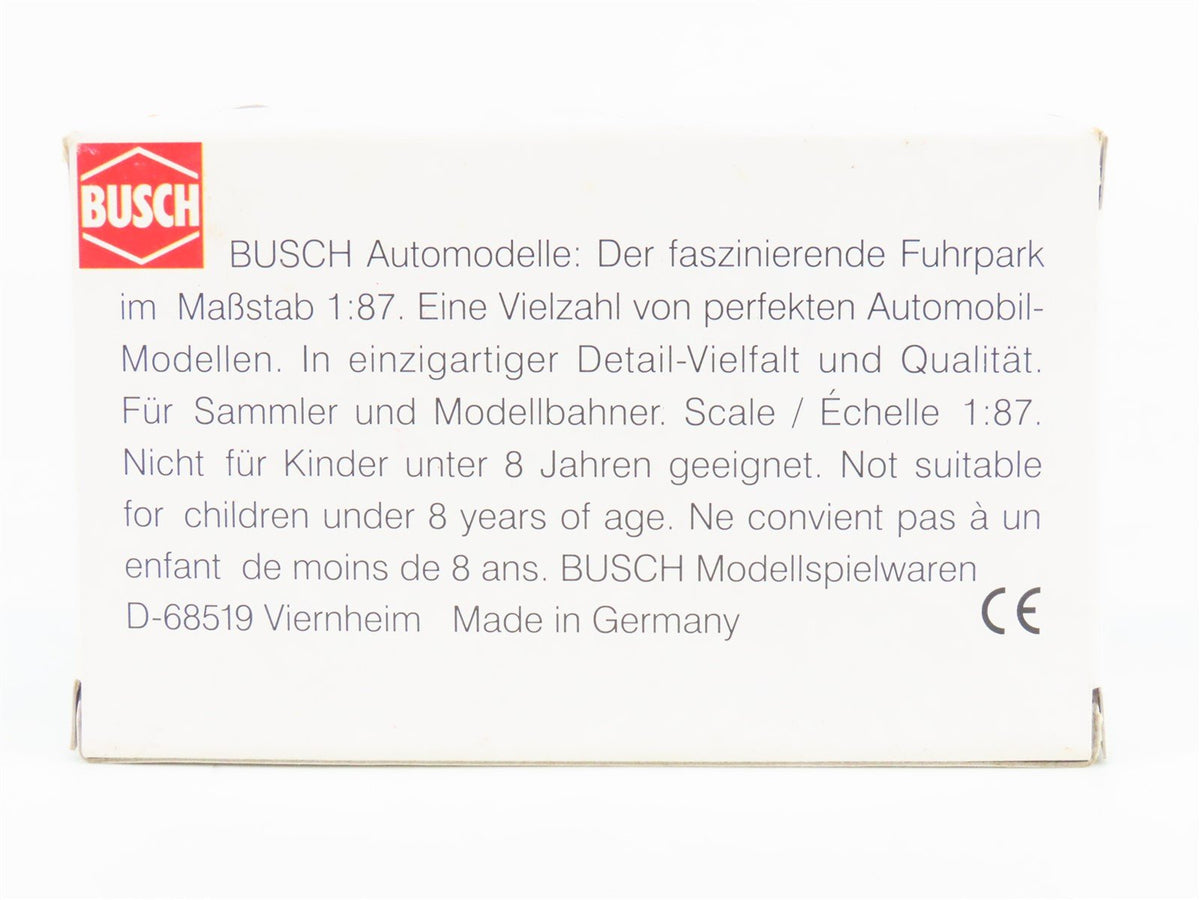 BUSCH
BUSCH Automodelle: Der faszinierende Fuhrpark
im Maßstab 1:87. Eine Vielzahl von perfekten Automobil-
Modellen. In einzigartiger Detail-Vielfalt und Qualität.
Für Sammler und Modellbahner. Scale / Échelle 1:87.
Nicht für Kinder unter 8 Jahren geeignet. Not suitable
for children under 8 years of age. Ne convient pas à un
enfant de moins de 8 ans. BUSCH Modellspielwaren
D-68519 Viernheim Made in Germany
CE